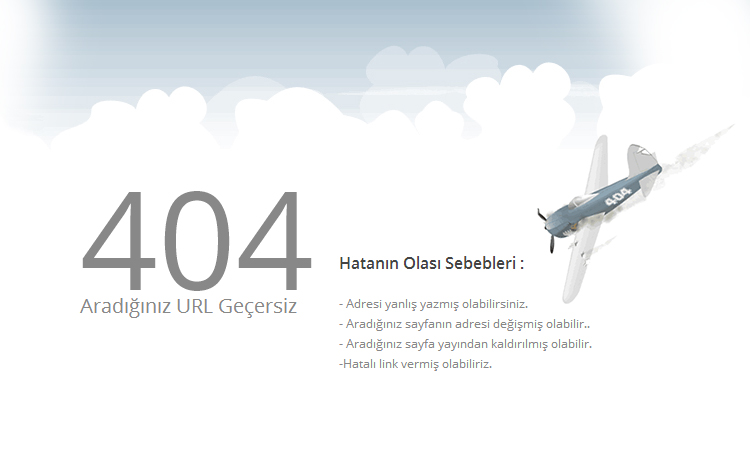 404
404
Aradığınız URL Geçersiz
Hatanın Olası Sebebleri :
- Adresi yanlış yazmış olabilirsiniz.
- Aradığınız sayfanın adresi değişmiş olabilir..
- Aradığınız sayfa yayından kaldırılmış olabilir.
-Hatalı link vermiş olabiliriz.